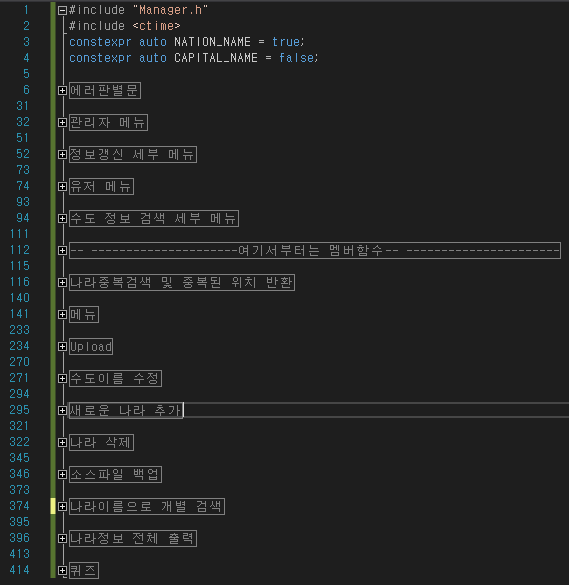 1 #include "Manager.h"
2 #include <ctime>
3 constexpr auto NATION_NAME = true;
4 constexpr auto CAPITAL_NAME = false;
5
6 에러판별문
31
32 관리자 메뉴
51
52 정보갱신 세부 메뉴
73
74 유저 메뉴
93
94 수도 정보 검색 세부 메뉴
111
112 -- ---------------------여기서부터는 멤버함수-- ----------------------
115
116 나라중복검색 및 중복된 위치 반환
140
141 메뉴
233
234 Upload
270
271 수도이름 수정
294
295 새로운 나라 추가
321
322 나라 삭제
345
346 소스파일 백업
373
374 나라이름으로 개별 검색
395
396 나라정보 전체 출력
413
414 퀴즈